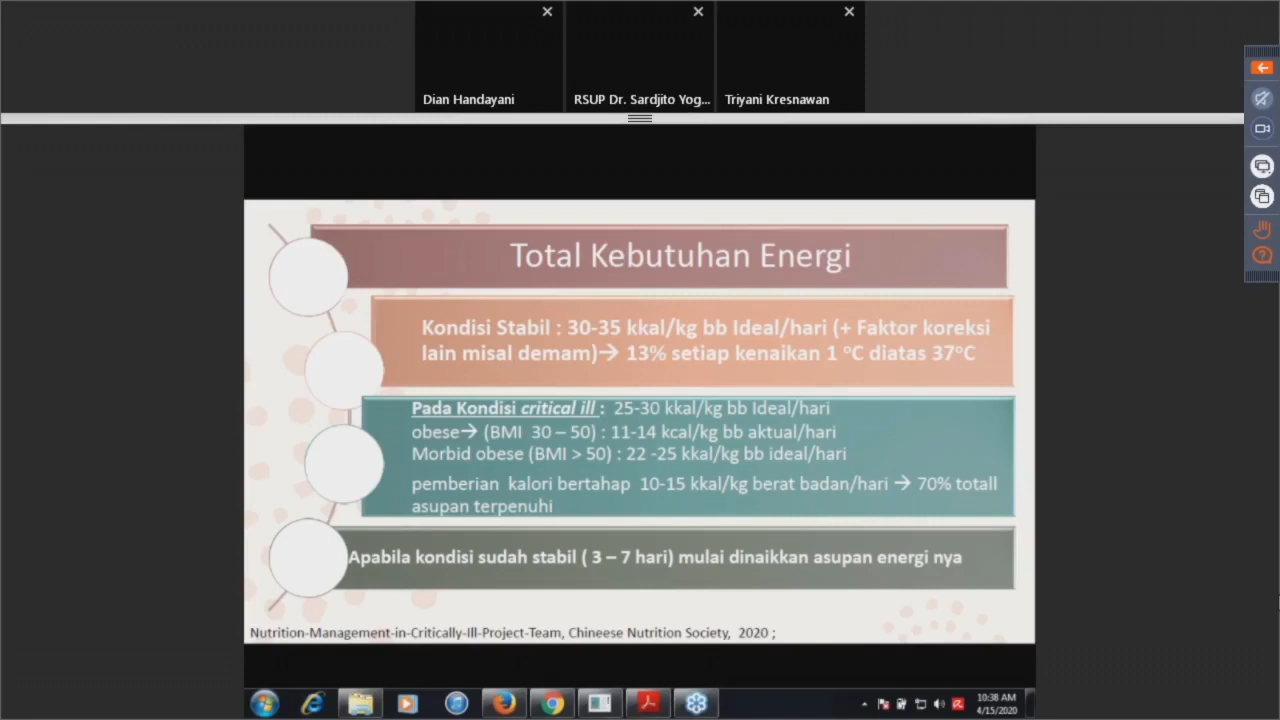 Dian Handayani
RSUP Dr. Sardjito Yog...
Triyani Kresnawan
Total Kebutuhan Energi
Kondisi Stabil : 30-35 kkal/kg bb Ideal/hari (+ Faktor koreksi
lain misal demam)→ 13% setiap kenaikan 1 ºC diatas 37ºC
Pada Kondisi critical ill : 25-30 kkal/kg bb Ideal/hari
obese→ (BMI 30 – 50) : 11-14 kcal/kg bb aktual/hari
Morbid obese (BMI > 50) : 22 -25 kkal/kg bb ideal/hari
pemberian kalori bertahap 10-15 kkal/kg berat badan/hari → 70% totall
asupan terpenuhi
Apabila kondisi sudah stabil ( 3 – 7 hari) mulai dinaikkan asupan energi nya
Nutrition-Management-in-Critically-Ill-Project-Team, Chineese Nutrition Society, 2020 ;
10:38 AM
4/15/2020